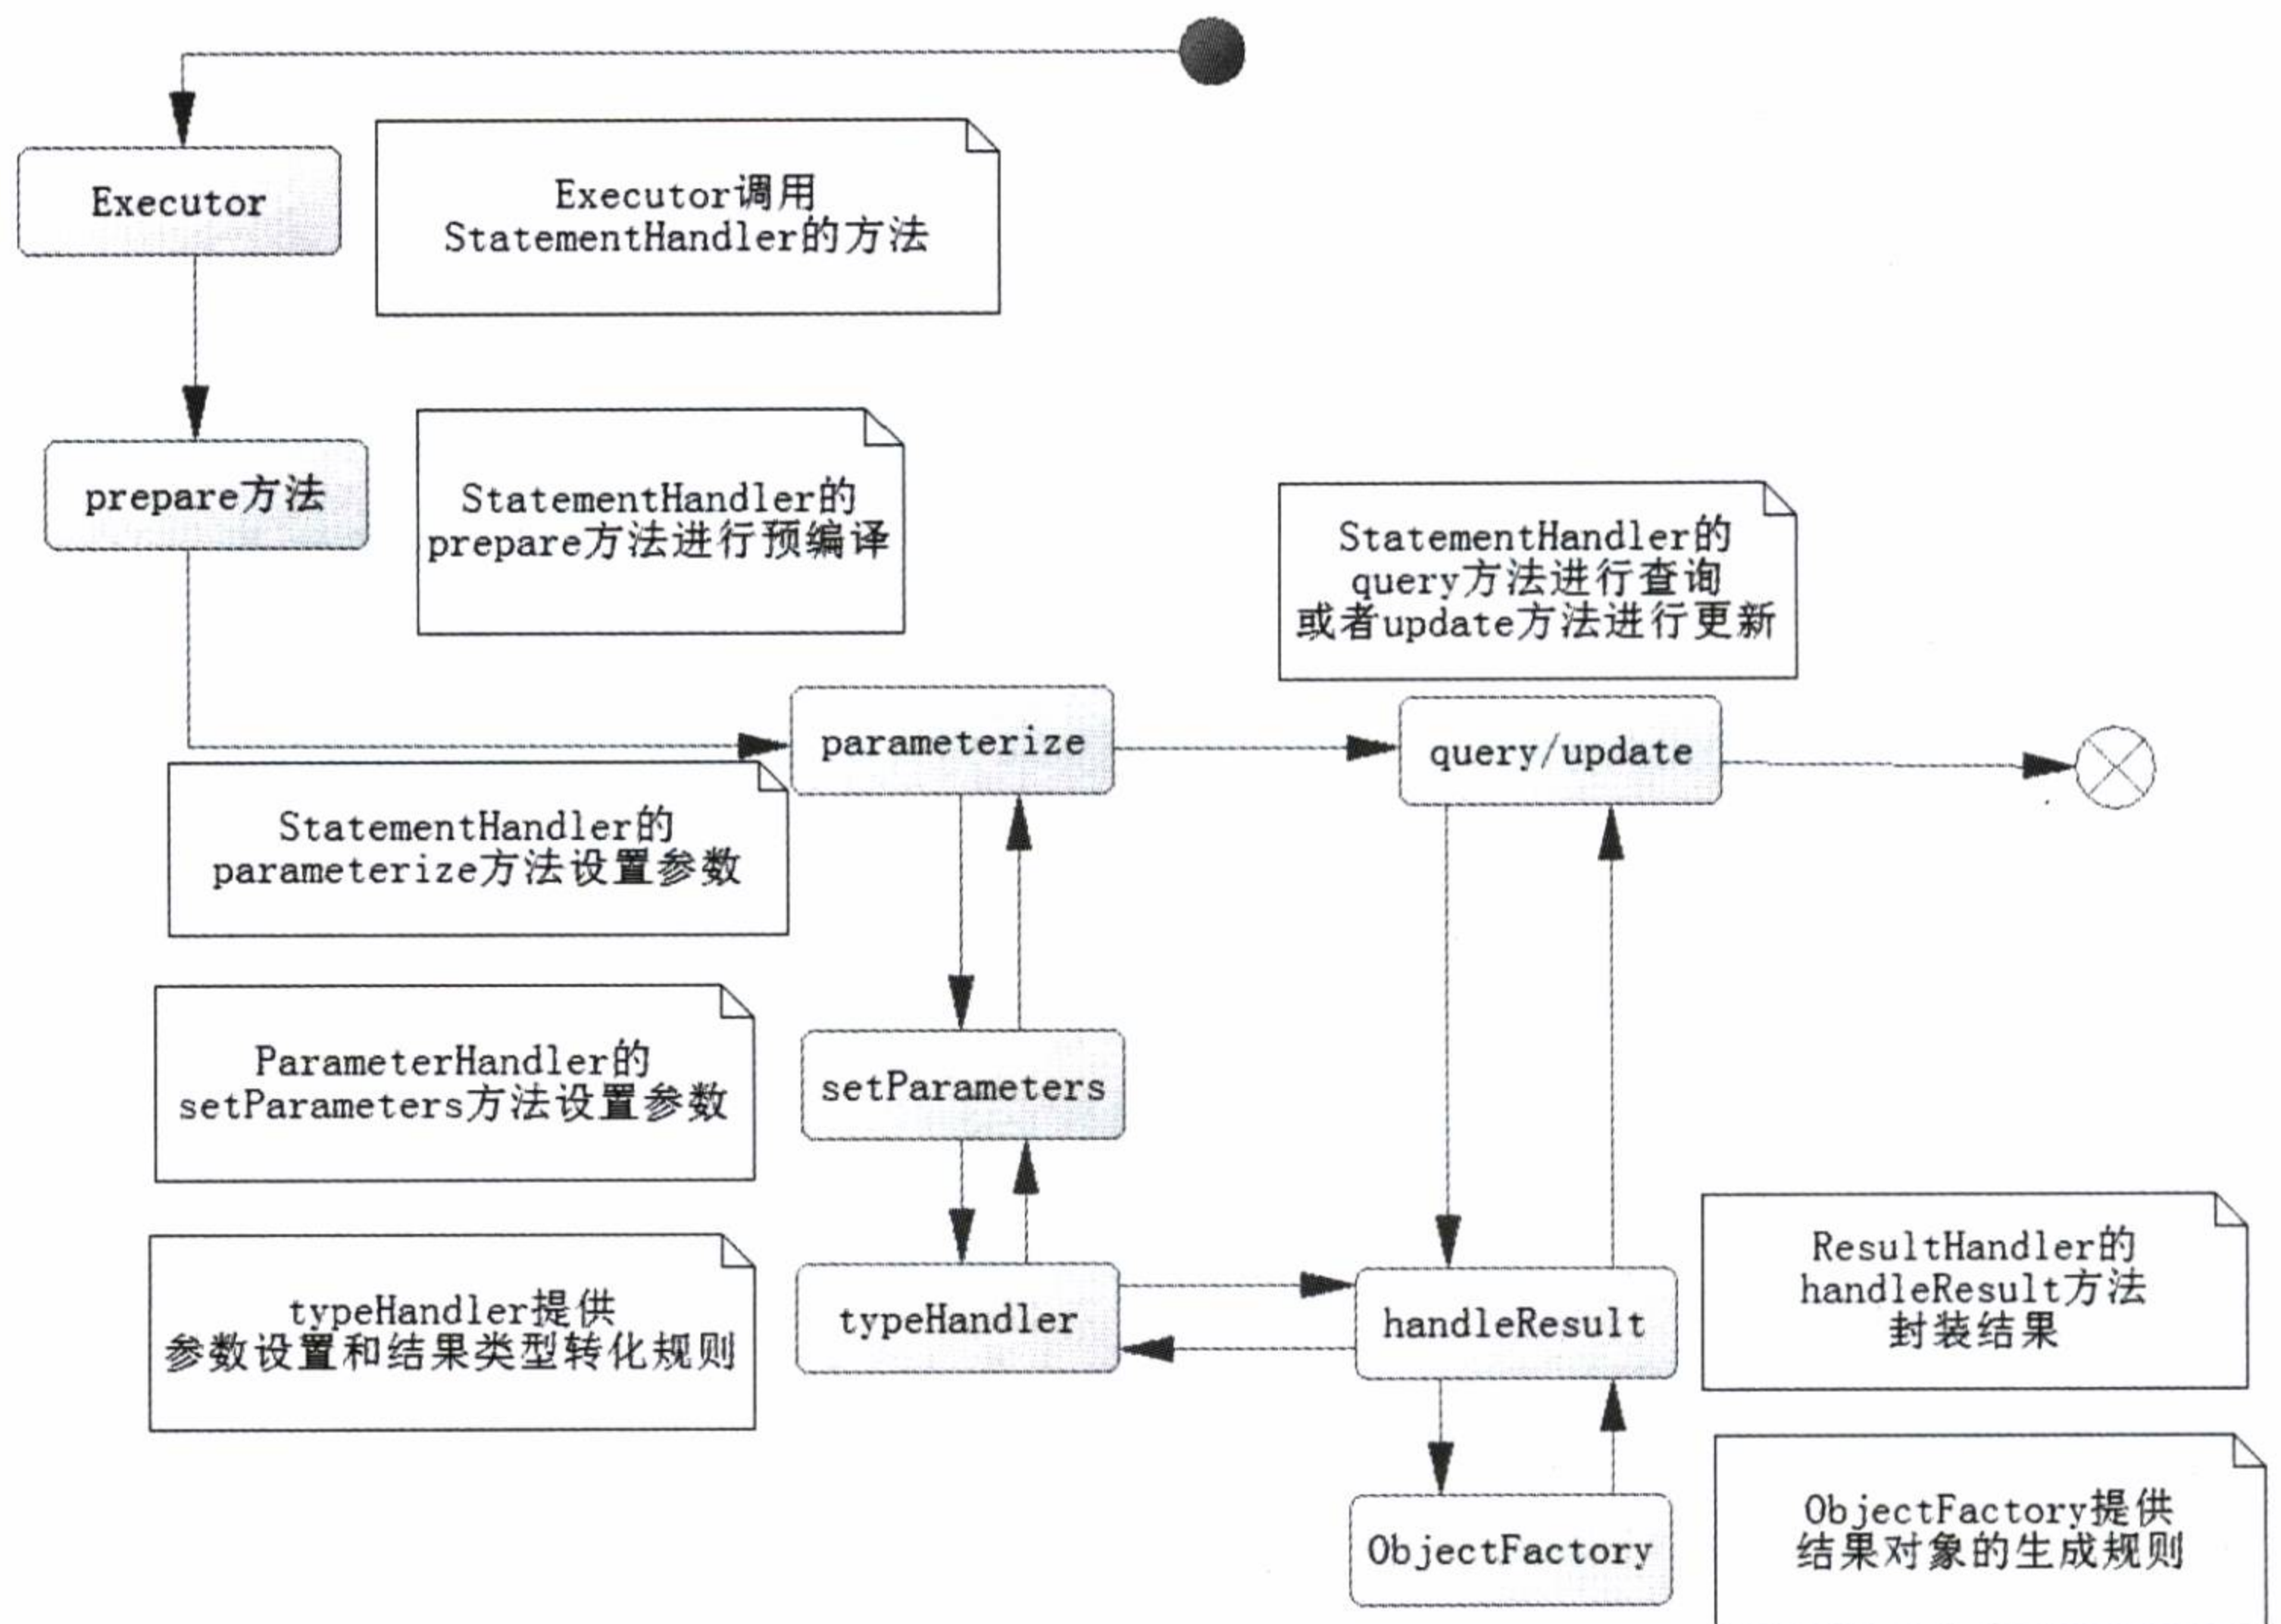 Executor
Executor调用
StatementHandler的方法
prepare方法
StatementHandler的
prepare方法进行预编译
StatementHandler的
query方法进行查询
或者update方法进行更新
parameterize
query/update
StatementHandler的
parameterize方法设置参数
ParameterHandler的
setParameters方法设置参数
setParameters
typeHandler提供
参数设置和结果类型转化规则
typeHandler
handleResult
ResultHandler的
handleResult方法
封装结果
ObjectFactory
ObjectFactory提供
结果对象的生成规则